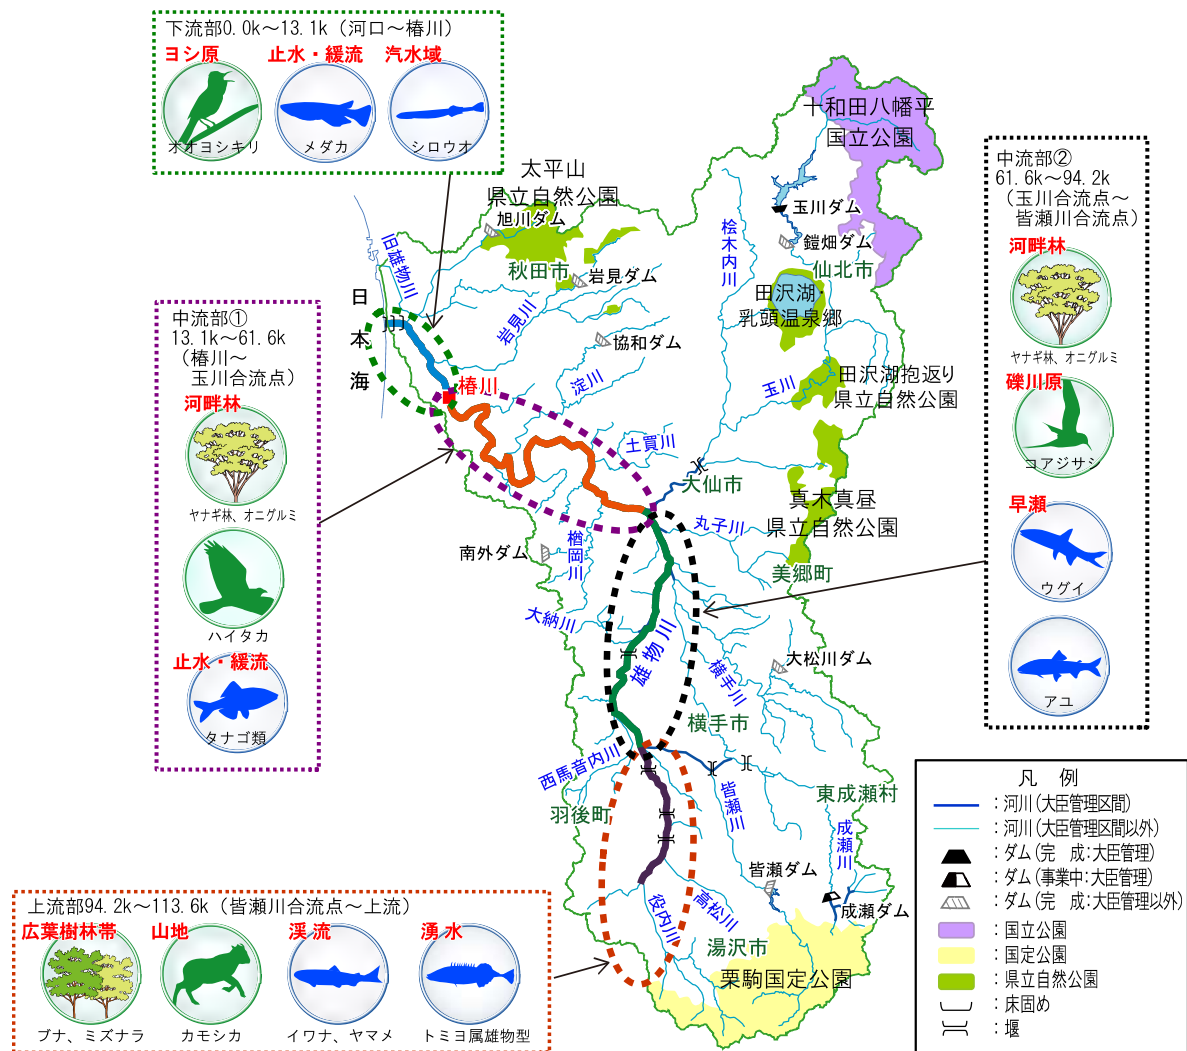 下流部0.0k～13.1k（河口～椿川）
ヨシ原
止水・緩流
汽水域
オオヨシキリ
メダカ
シロウオ
中流部①
13.1k～61.6k
（椿川～
玉川合流点）
河畔林
ヤナギ林、オニグルミ
ハイタカ
止水・緩流
タナゴ類
上流部94.2k～113.6k（皆瀬川合流点～上流）
広葉樹林帯
山地
渓流
湧水
ブナ、ミズナラ
カモシカ
イワナ、ヤマメ
トミヨ属雄物型
中流部②
61.6k～94.2k
（玉川合流点～
皆瀬川合流点）
河畔林
ヤナギ林、オニグルミ
礫川原
コアジサシ
早瀬
ウグイ
アユ
十和田八幡平
国立公園
太平山
県立自然公園
旭川ダム
玉川ダム
鎧畑ダム
桧木内川
旧雄物川
秋田市
岩見ダム
仙北市
田沢湖・
乳頭温泉郷
日本海
岩見川
協和ダム
淀川
椿川
玉川
田沢湖抱返り
県立自然公園
土買川
大仙市
真木真昼
県立自然公園
丸子川
南外ダム
楢岡川
美郷町
大納川
雄物川
横手川
大松川ダム
横手市
西馬音内川
羽後町
皆瀬川
東成瀬村
成瀬川
皆瀬ダム
成瀬ダム
役内川
高松川
湯沢市
栗駒国定公園
凡　例
：河川（大臣管理区間）
：河川（大臣管理区間以外）
：ダム（完　成：大臣管理）
：ダム（事業中：大臣管理）
：ダム（完　成：大臣管理以外）
：国立公園
：国定公園
：県立自然公園
：床固め
：堰